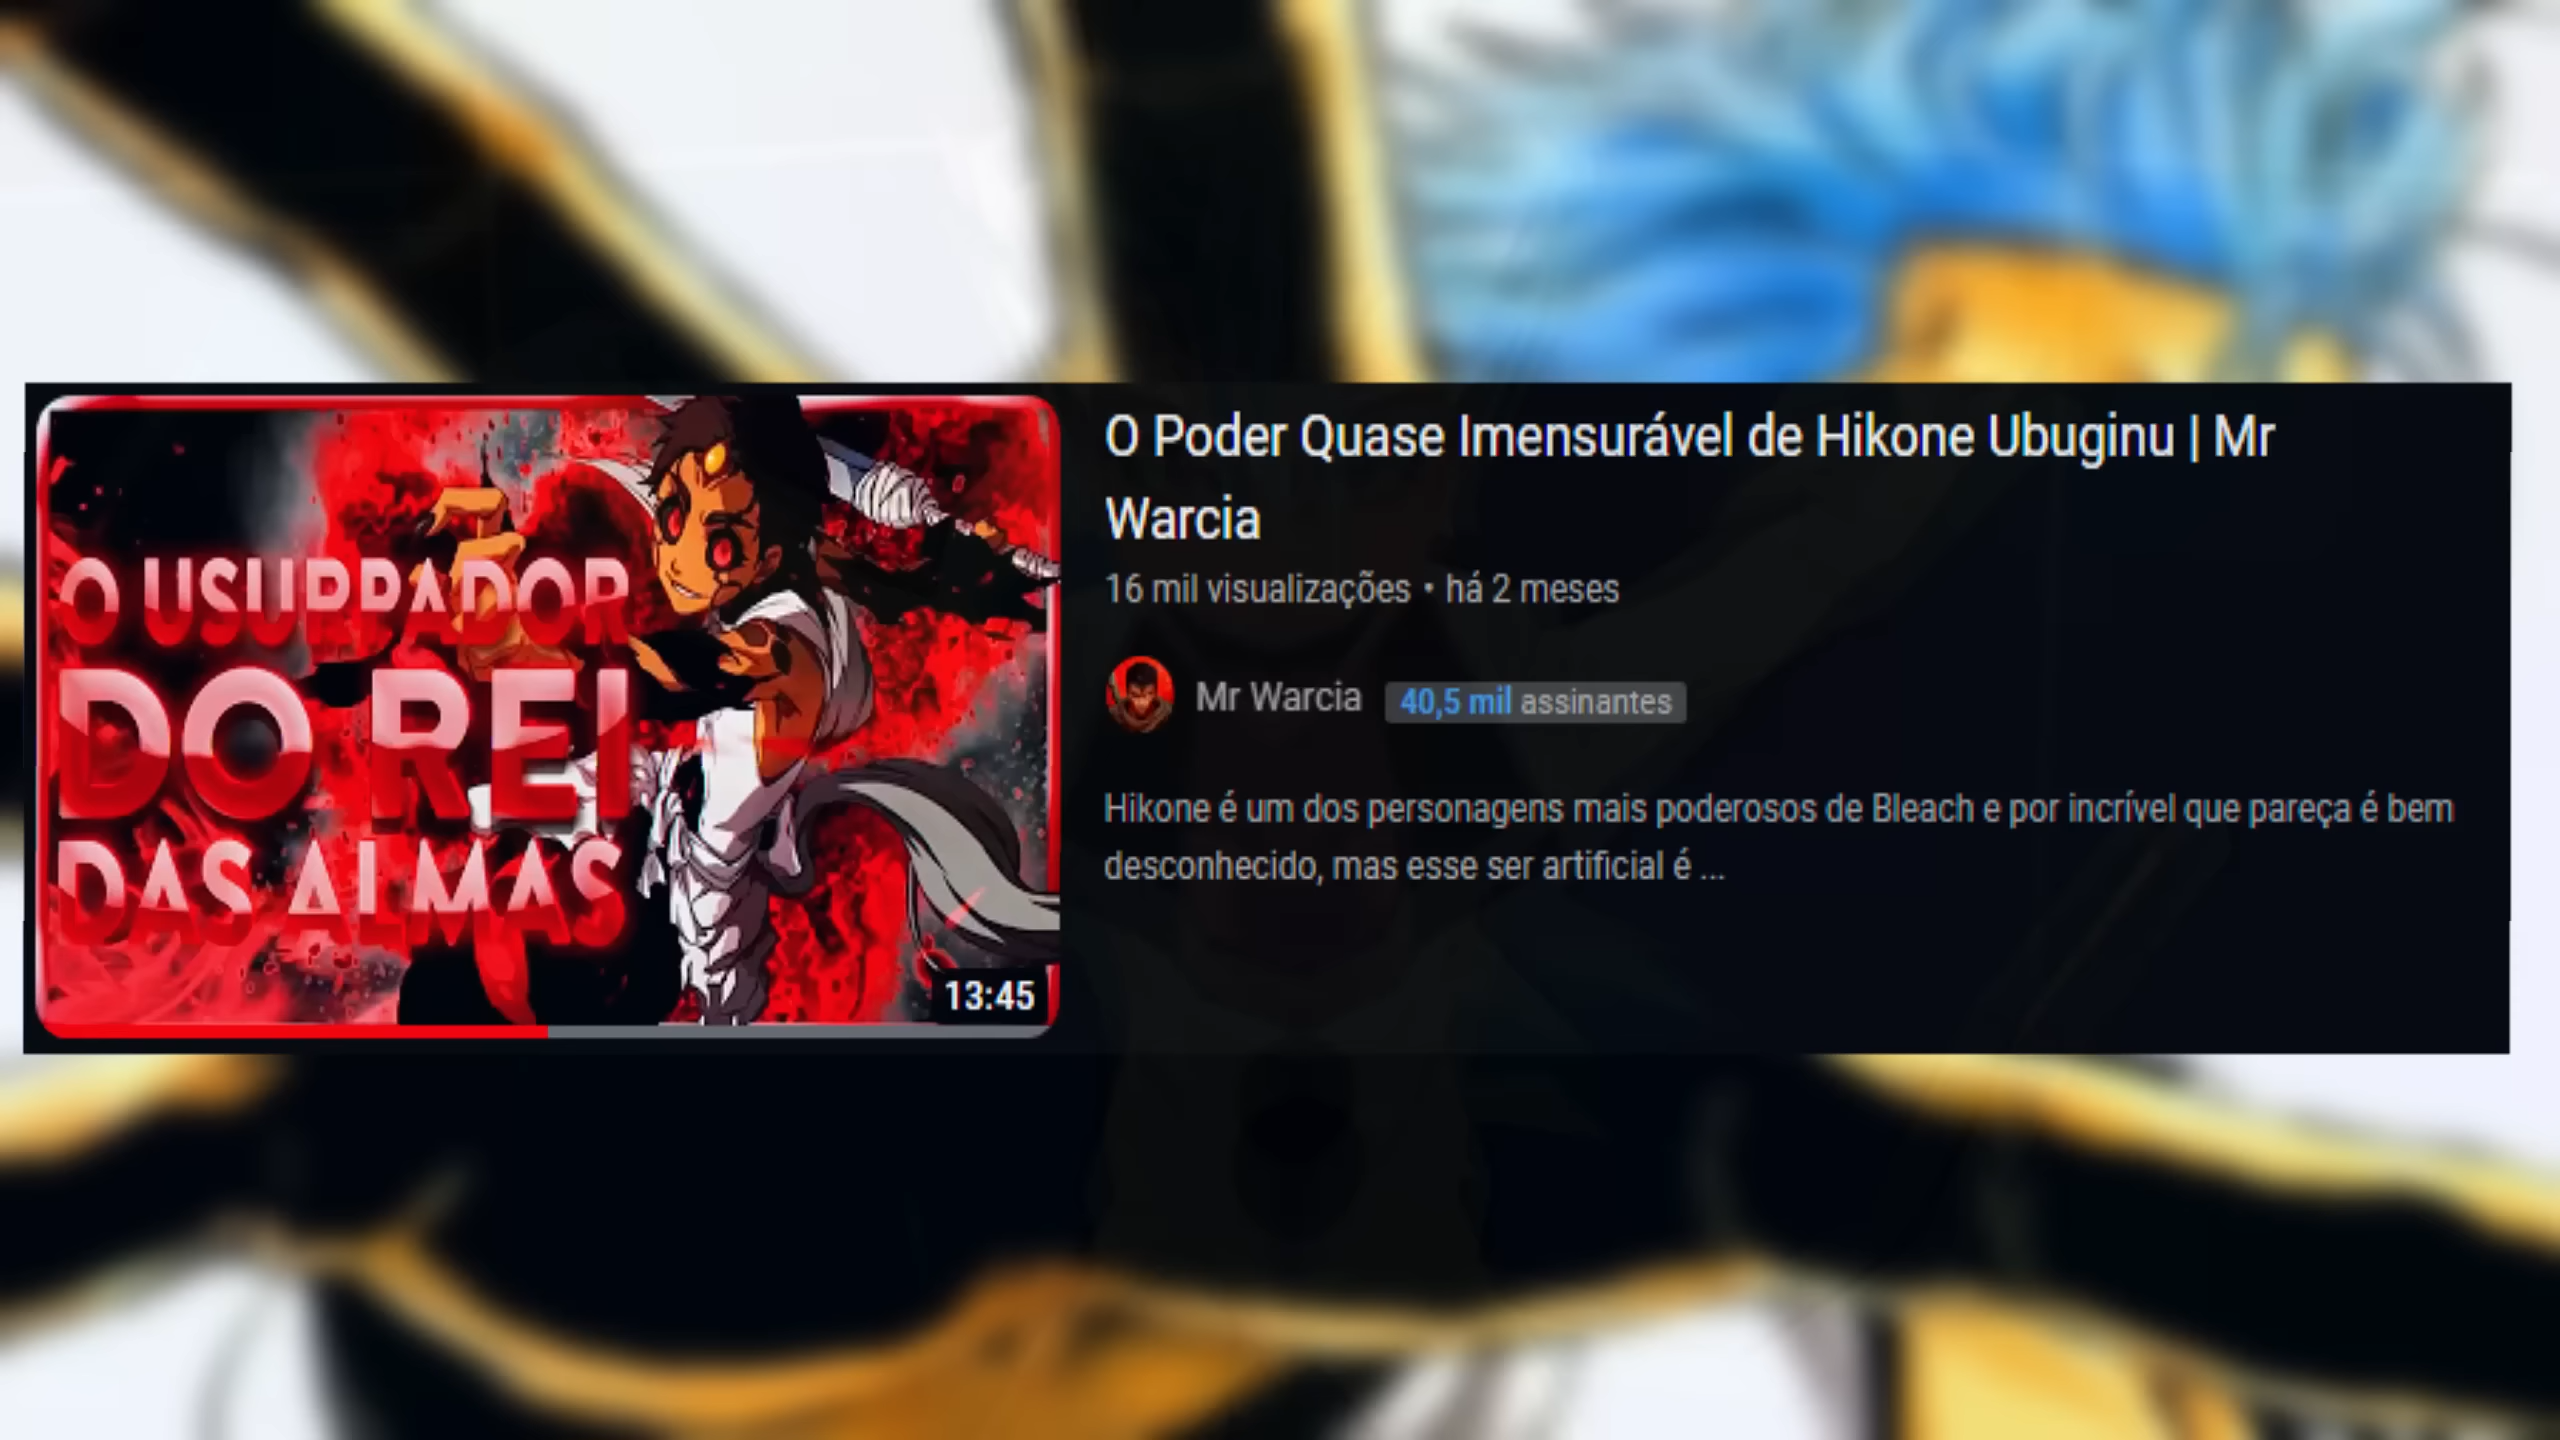 O USURPADOR
DO REI
DAS ALMAS
13:45
O Poder Quase Imensurável de Hikone Ubuginu | Mr
Warcia
16 mil visualizações • há 2 meses
Mr Warcia 40,5 mil assinantes
Hikone é um dos personagens mais poderosos de Bleach e por incrível que pareça é bem
desconhecido, mas esse ser artificial é ...